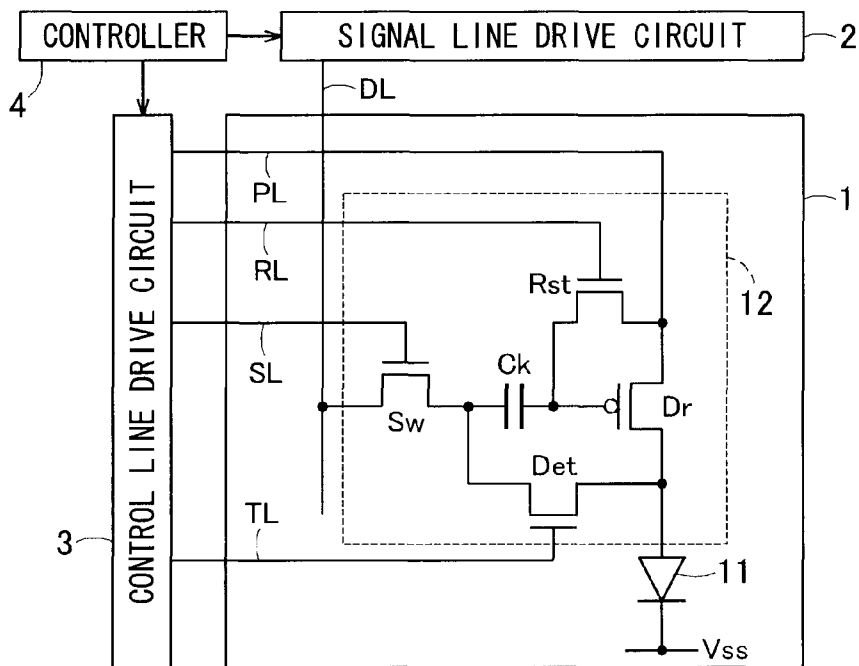 CONTROLLER
SIGNAL LINE DRIVE CIRCUIT
2
4
DL
CONTROL LINE DRIVE CIRCUIT
PL
1
RL
Rst
12
SL
Ck
Sw
Dr
Det
TL
3
11
Vss